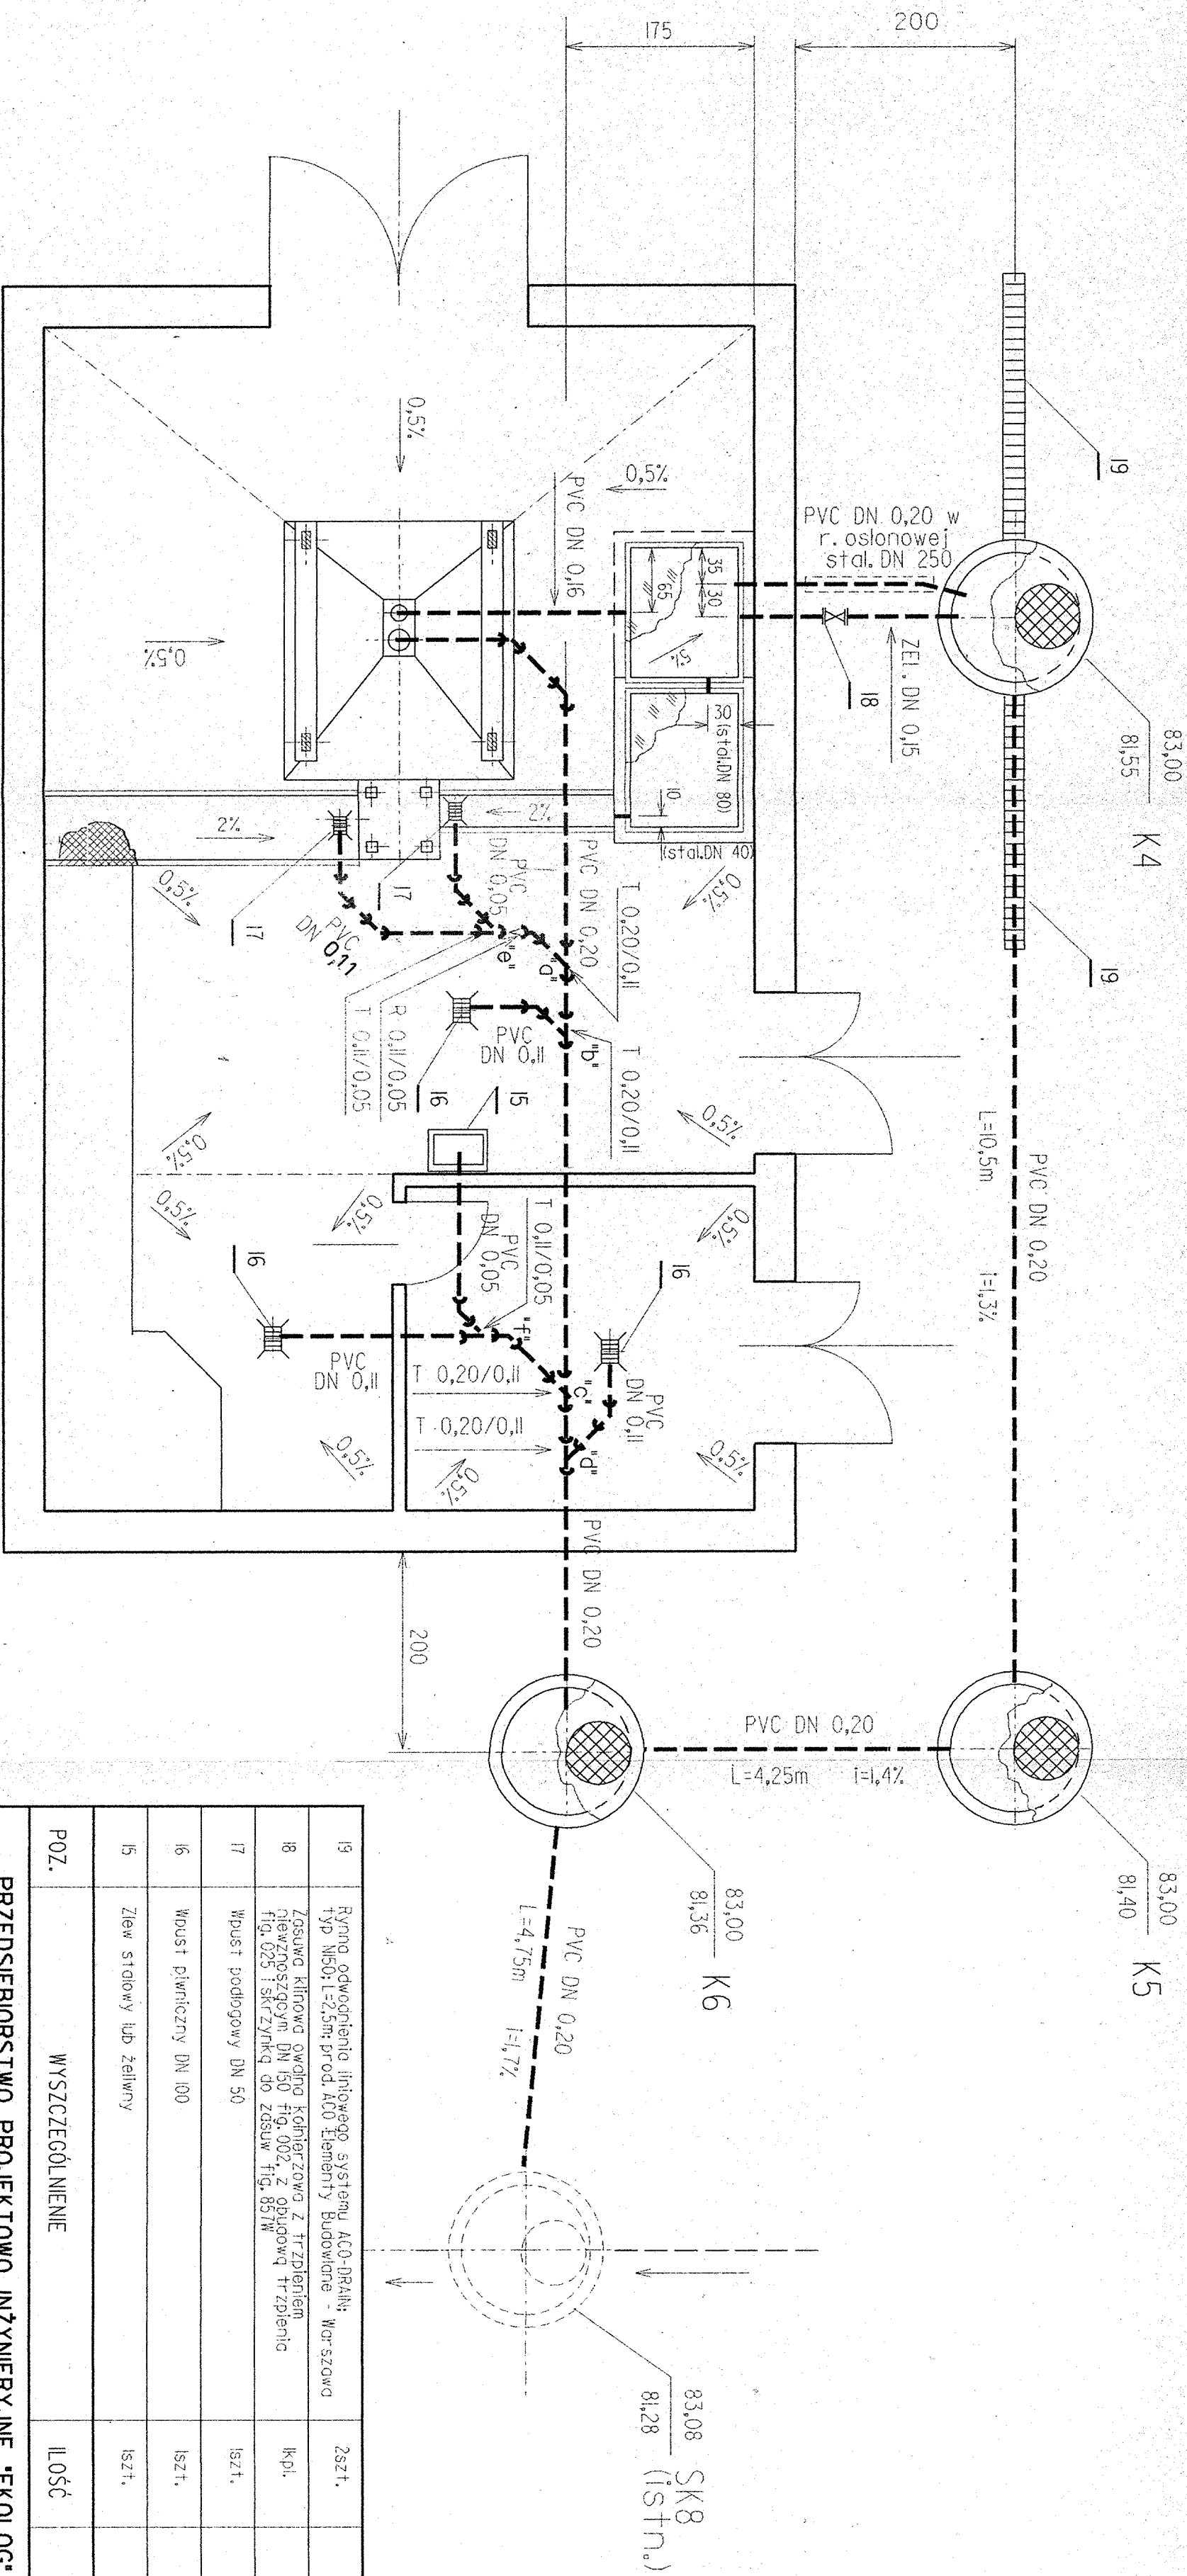 175
200
19
K4
83,00
81,55
0,5%
0,5%
PVC DN 0,16
PVC DN 0,20 w
r. osłonowej
stal. DN 250
35
30
65
5%
ŻEL. DN 0,15
18
30
(stal.DN 80)
10
(stal.DN 40)
0,5%
2%
2%
17
17
PVC
DN 0,05
PVC DN 0,20
T 0,20/0,11
0,5%
0,5%
PVC
DN 0,11
"e"
"a"
R 0,11/0,05
T 0,11/0,05
PVC
DN 0,11
16
"b"
T 0,20/0,11
15
19
L=10,5m
i=1,3%
PVC DN 0,20
0,5%
0,5%
0,5%
0,5%
0,5%
16
PVC
DN 0,05
T 0,11/0,05
"f"
16
PVC
DN 0,11
T 0,20/0,11
T 0,20/0,11
"c"
"d"
PVC
DN 0,11
0,5%
0,5%
0,5%
PVC DN 0,20
200
PVC DN 0,20
L=4,25m i=1,4%
83,00
81,40
K5
83,00
81,36
K6
PVC DN 0,20
L=4,75m i=1,7%
83,08
81,28
SK8
(istn.)
19 Rynna odwodnienia liniowego systemu ACO-DRAIN;
typ N150; L=2,5m; prod. ACO Elementy Budowlane - Warszawa 2szt.
18 Zasuwa klinowa owalna kołnierzowa z trzpieniem
niewznoszącym DN 150 fig. 002, z obudową trzpienia
fig. 025 i skrzynką do zasuw fig. 857W 1kpl.
17 Wpust podłogowy DN 50 1szt.
16 Wpust piwniczny DN 100 1szt.
15 Zlew stalowy lub żeliwny 1szt.
POZ. WYSZCZEGÓLNIENIE ILOŚĆ
PRZEDSIĘBIORSTWO PROJEKTOWO INŻYNIERYJNE "EKOLOG"